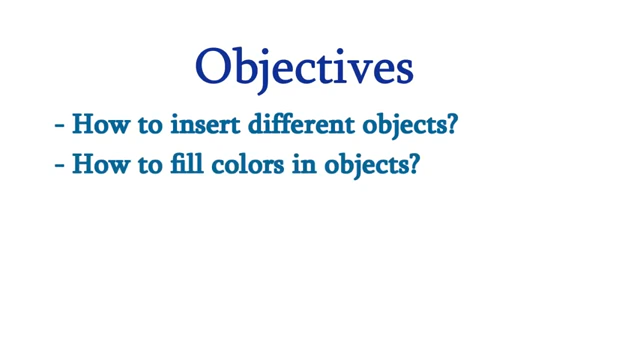 Objectives
- How to insert different objects?
- How to fill colors in objects?